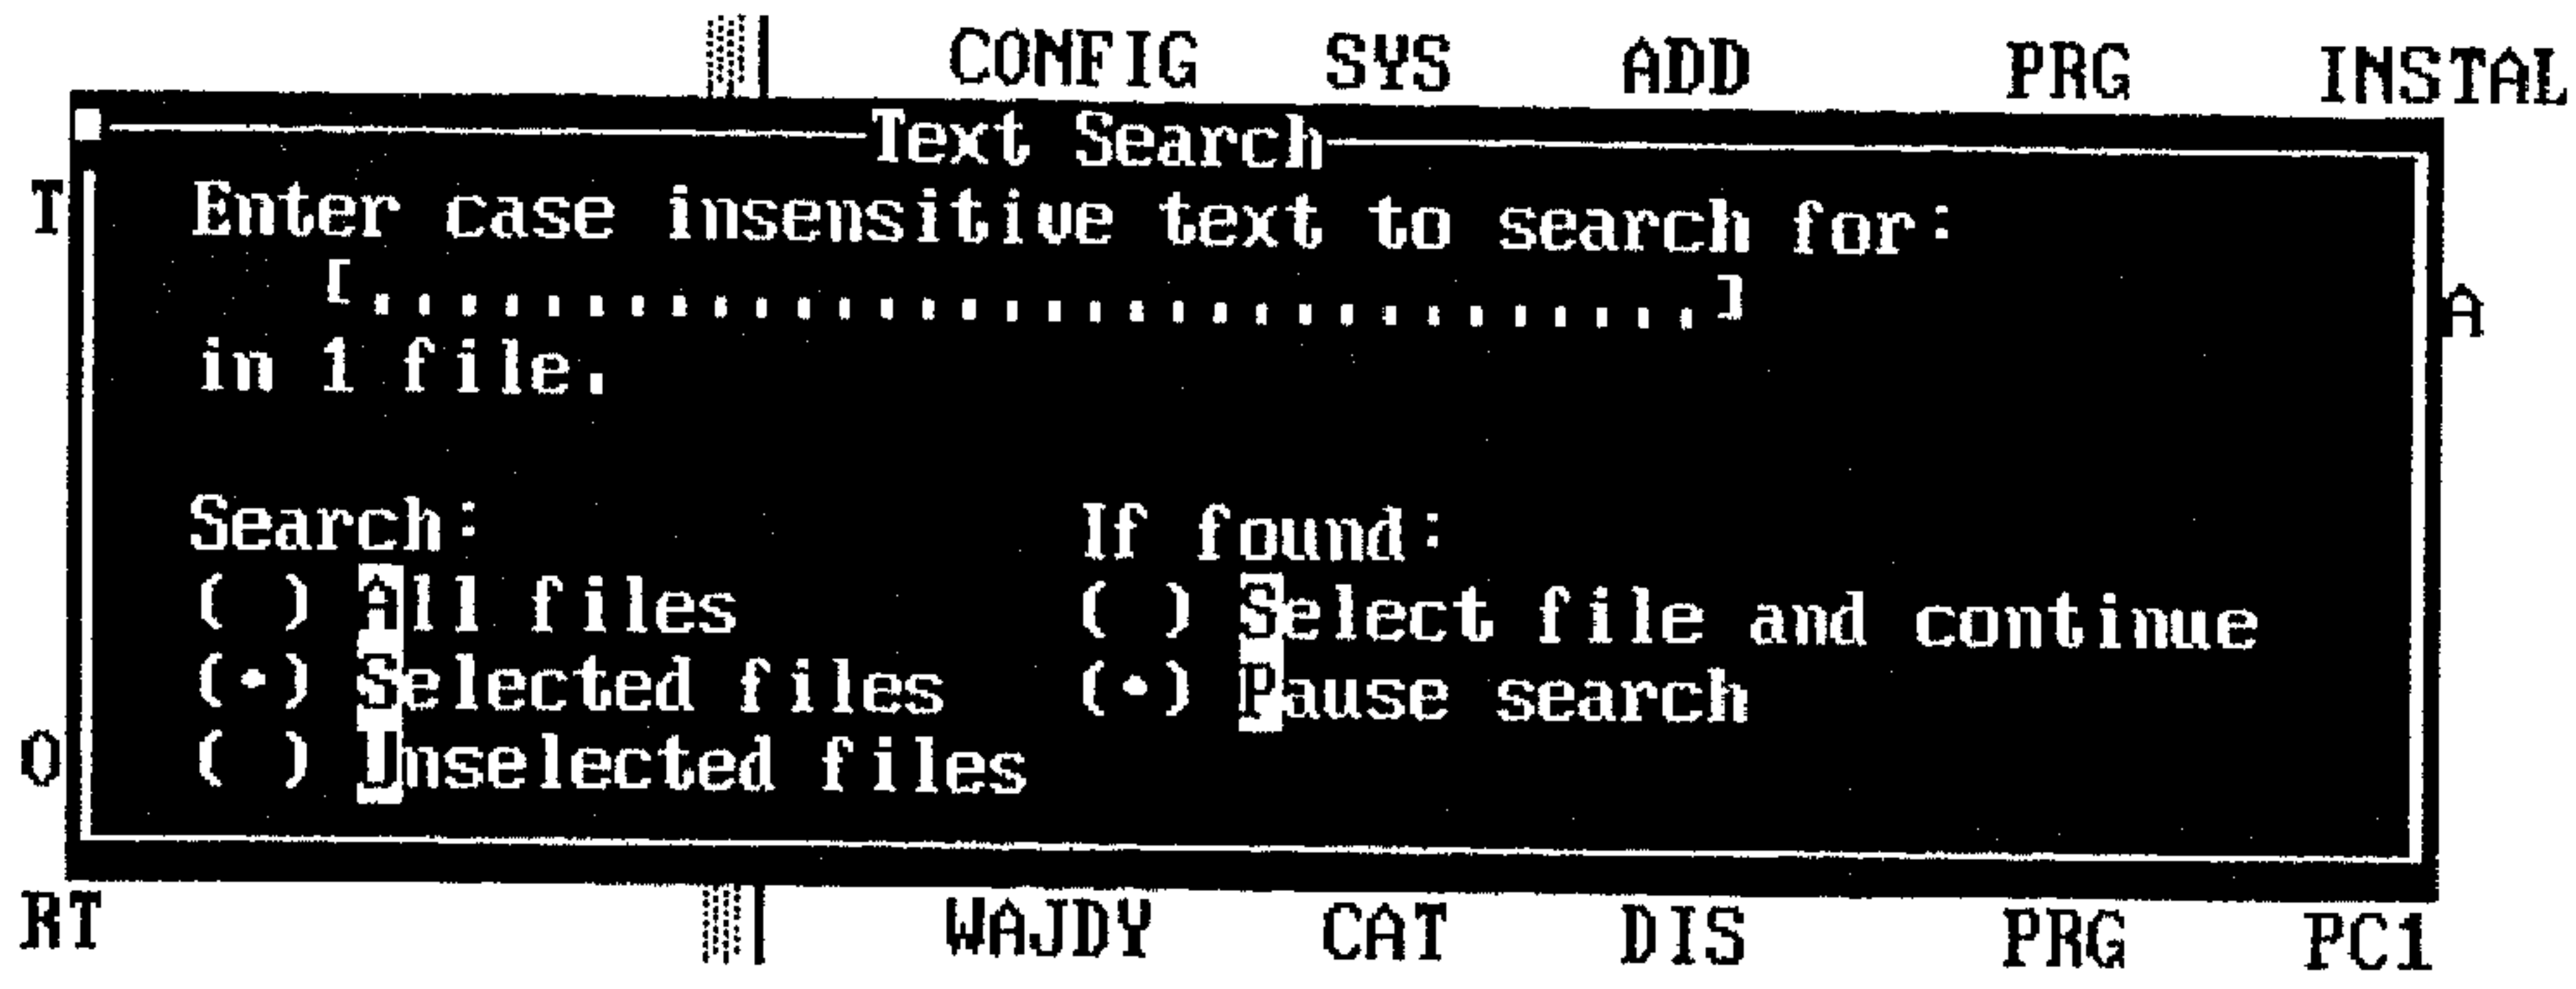 CONFIG SYS ADD PRG INSTAL
Text Search
T Enter case insensitive text to search for:
[................................] A
in 1 file.
Search: If found:
( ) All files ( ) Select file and continue
(•) Selected files (•) Pause search
O ( ) Unselected files
RT WAJDY CAT DIS PRG PC1